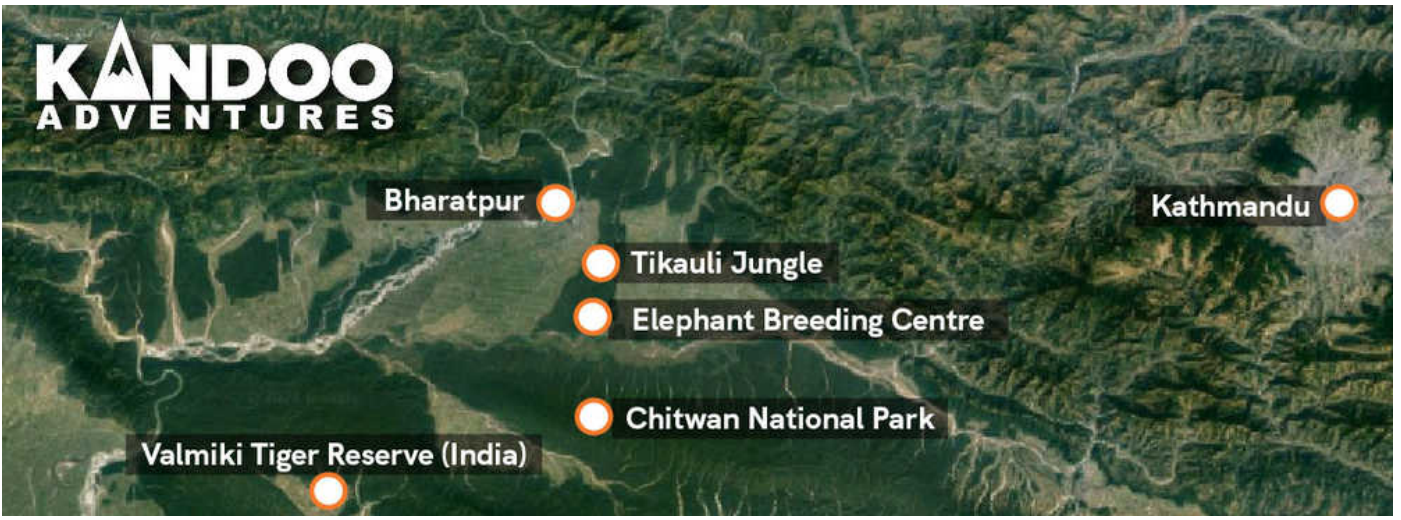 KANDOO
ADVENTURES
Bharatpur
Kathmandu
Tikauli Jungle
Elephant Breeding Centre
Chitwan National Park
Valmiki Tiger Reserve (India)